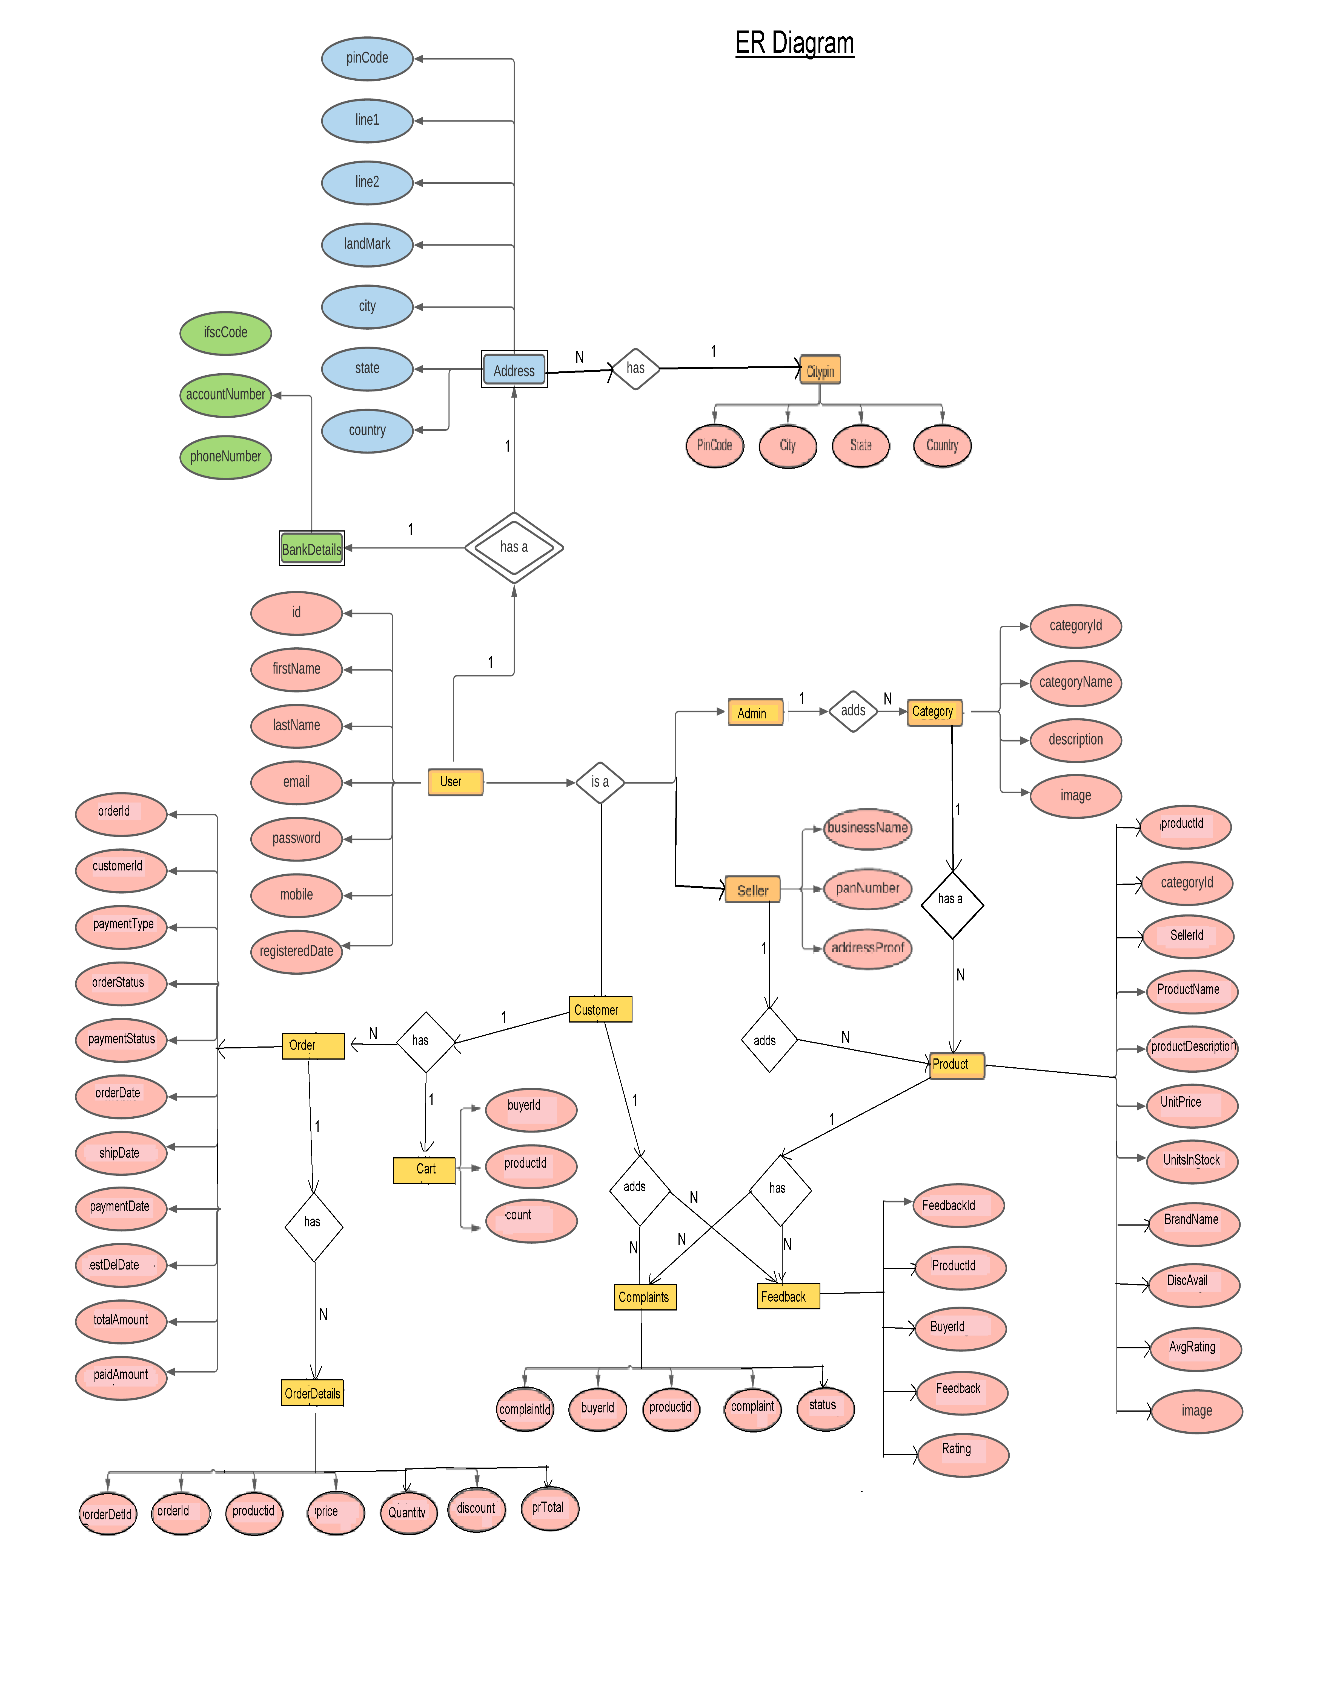 ER Diagram
pinCode
line1
line2
landMark
city
state
country
Address
N
has
1
Citypin
PinCode
City
State
Country
ifscCode
accountNumber
phoneNumber
BankDetails
1
has a
1
1
id
firstName
lastName
email
password
mobile
registeredDate
User
is a
Admin
1
adds
N
Category
categoryId
categoryName
description
image
1
has a
N
Seller
businessName
panNumber
addressProof
1
adds
N
Product
productId
categoryId
SellerId
ProductName
productDescription
UnitPrice
UnitsInStock
BrandName
DiscAvail
AvgRating
image
Customer
1
has
N
Order
1
Cart
buyerId
productId
count
orderId
customerId
paymentType
orderStatus
paymentStatus
orderDate
shipDate
paymentDate
estDelDate
totalAmount
paidAmount
1
has
N
OrderDetails
orderDetId
orderId
productid
price
Quantity
discount
prTotal
1
adds
N
N
1
has
N
N
Complaints
complaintId
buyerId
productid
complaint
status
Feedback
FeedbackId
ProductId
BuyerId
Feedback
Rating